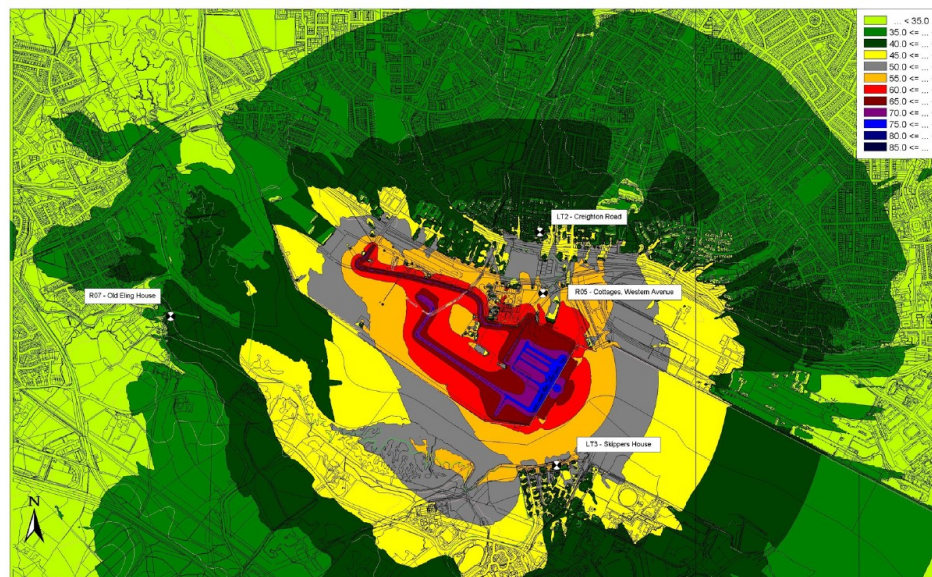 ... < 35.0
35.0 <= ...
40.0 <= ...
45.0 <= ...
50.0 <= ...
55.0 <= ...
60.0 <= ...
65.0 <= ...
70.0 <= ...
75.0 <= ...
80.0 <= ...
85.0 <= ...
LT2 - Creighton Road
R07 - Old Eling House
R05 - Cottages, Western Avenue
LT3 - Skippers House
N